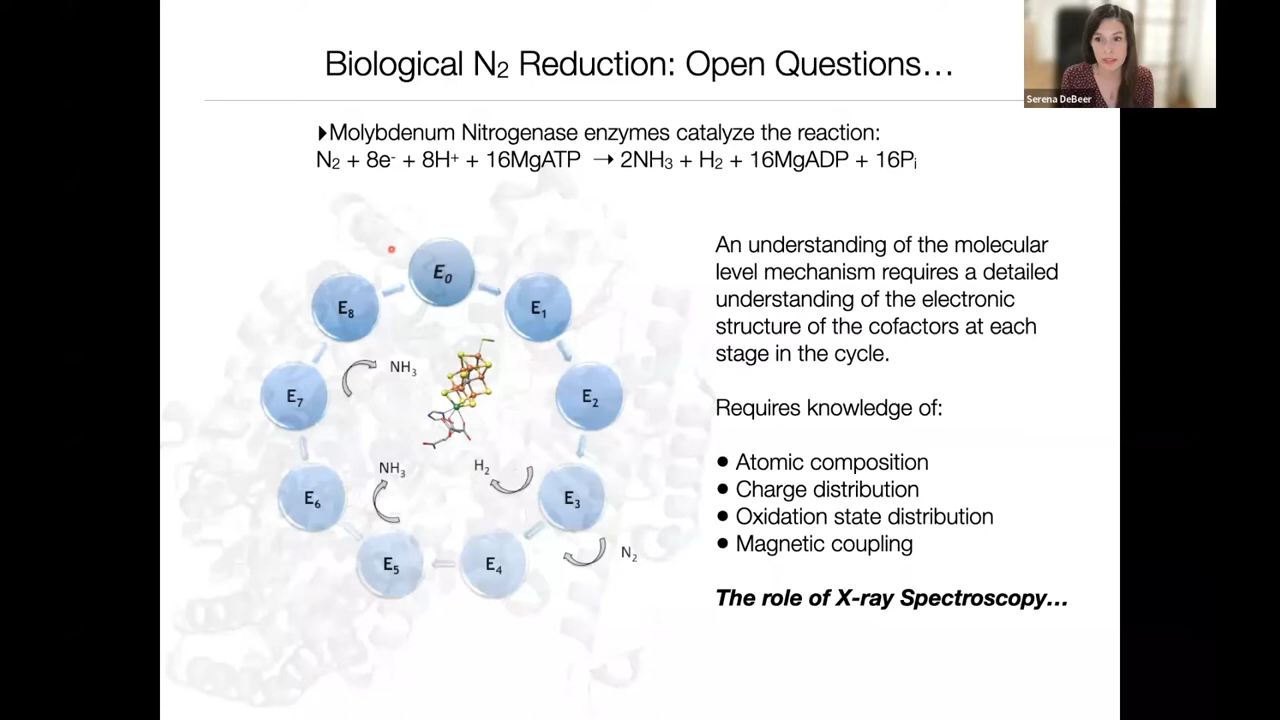 Biological N₂ Reduction: Open Questions…
Serena DeBeer
Molybdenum Nitrogenase enzymes catalyze the reaction:
N₂ + 8e⁻ + 8H⁺ + 16MgATP → 2NH₃ + H₂ + 16MgADP + 16Pᵢ
E₀
E₈
E₁
NH₃
E₇
E₂
NH₃
H₂
E₆
E₃
N₂
E₅
E₄
An understanding of the molecular
level mechanism requires a detailed
understanding of the electronic
structure of the cofactors at each
stage in the cycle.
Requires knowledge of:
● Atomic composition
● Charge distribution
● Oxidation state distribution
● Magnetic coupling
The role of X-ray Spectroscopy…